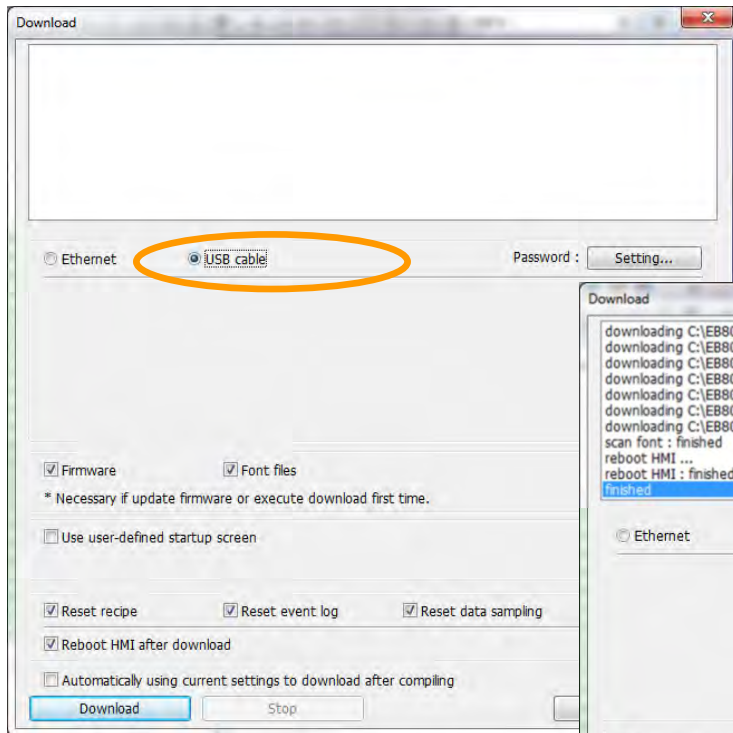 Download
Ethernet USB cable Password : Setting...
Firmware Font files
* Necessary if update firmware or execute download first time.
Use user-defined startup screen
Reset recipe Reset event log Reset data sampling
Reboot HMI after download
Automatically using current settings to download after compiling
Download Stop
Download
downloading C:\EB80
downloading C:\EB80
downloading C:\EB80
downloading C:\EB80
downloading C:\EB80
downloading C:\EB80
downloading C:\EB80
scan font : finished
reboot HMI ...
reboot HMI : finished
finished
Ethernet